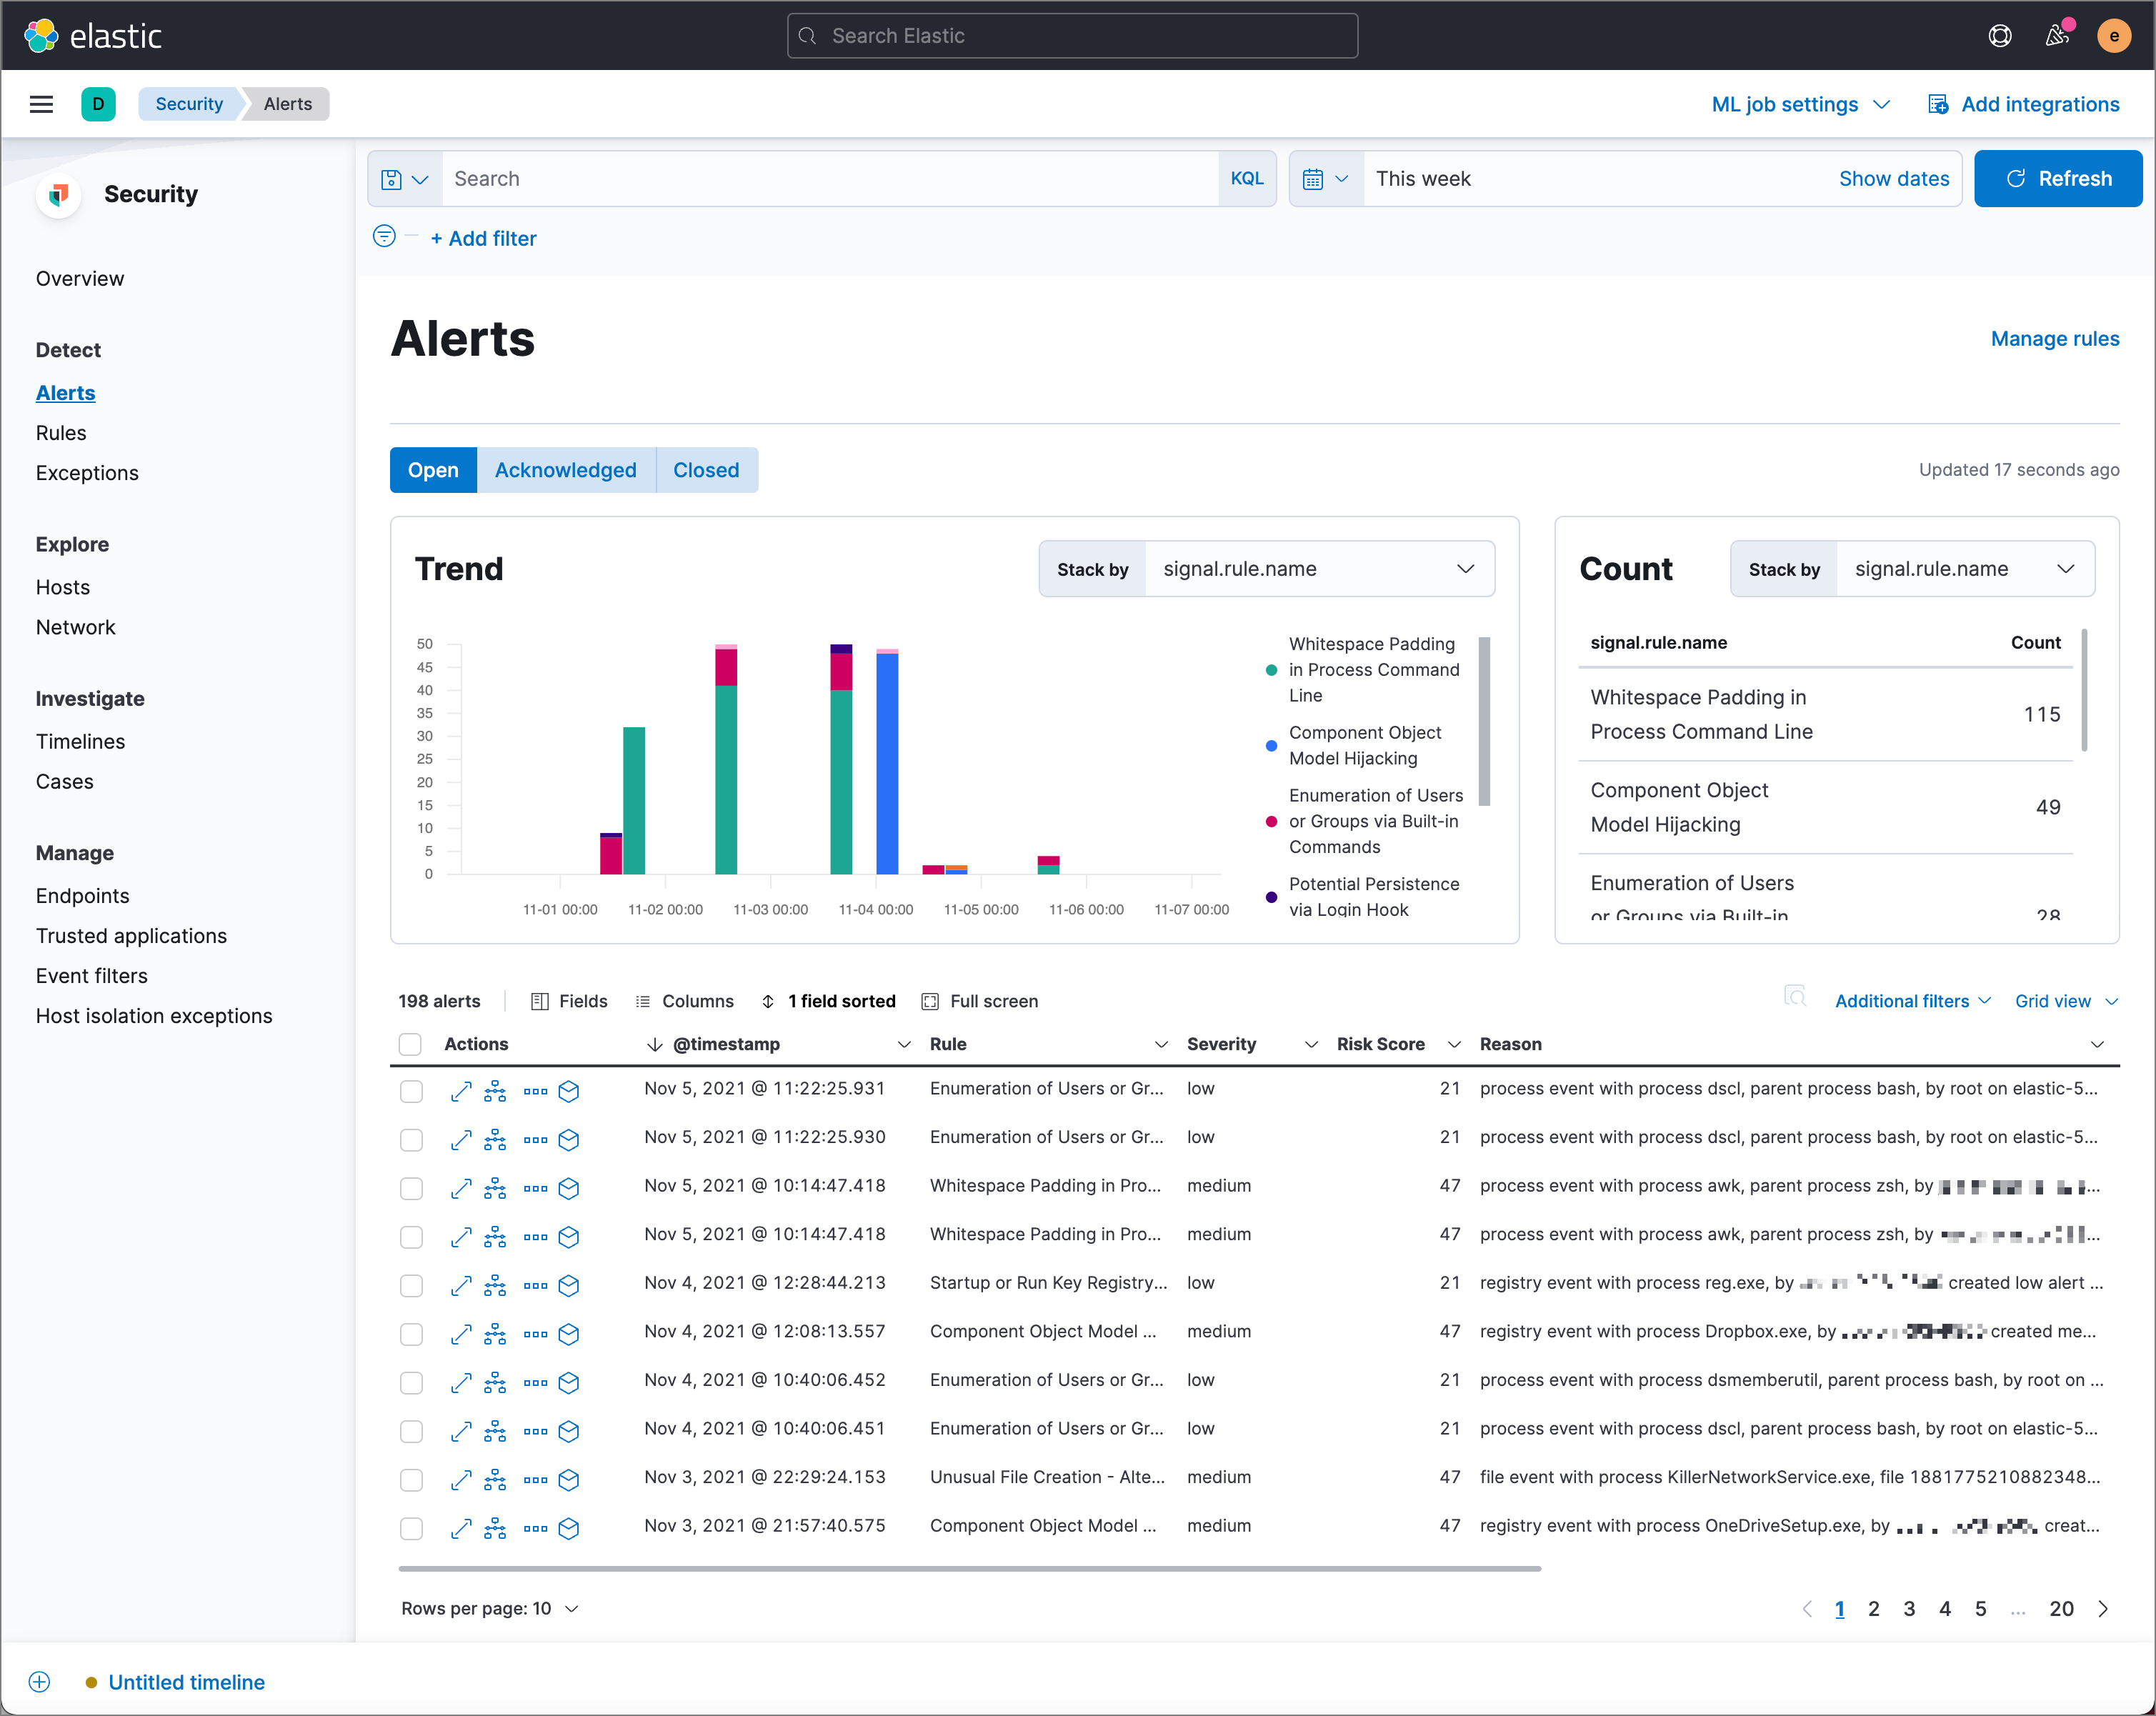 elastic
Search Elastic
e
D
Security
Alerts
ML job settings
Add integrations
Security
Overview
Detect
Alerts
Rules
Exceptions
Explore
Hosts
Network
Investigate
Timelines
Cases
Manage
Endpoints
Trusted applications
Event filters
Host isolation exceptions
Search
KQL
This week
Show dates
Refresh
+ Add filter
Alerts
Manage rules
Open
Acknowledged
Closed
Updated 17 seconds ago
Trend
Stack by
signal.rule.name
50
45
40
35
30
25
20
15
10
5
0
11-01 00:00
11-02 00:00
11-03 00:00
11-04 00:00
11-05 00:00
11-06 00:00
11-07 00:00
Whitespace Padding
in Process Command
Line
Component Object
Model Hijacking
Enumeration of Users
or Groups via Built-in
Commands
Potential Persistence
via Login Hook
Count
Stack by
signal.rule.name
signal.rule.name Count
Whitespace Padding in
Process Command Line
115
Component Object
Model Hijacking
49
Enumeration of Users
or Groups via Built-in
28
198 alerts
Fields
Columns
1 field sorted
Full screen
Additional filters
Grid view
Actions @timestamp Rule Severity Risk Score Reason
Nov 5, 2021 @ 11:22:25.931 Enumeration of Users or Gr... low 21 process event with process dscl, parent process bash, by root on elastic-5...
Nov 5, 2021 @ 11:22:25.930 Enumeration of Users or Gr... low 21 process event with process dscl, parent process bash, by root on elastic-5...
Nov 5, 2021 @ 10:14:47.418 Whitespace Padding in Pro... medium 47 process event with process awk, parent process zsh, by ...
Nov 5, 2021 @ 10:14:47.418 Whitespace Padding in Pro... medium 47 process event with process awk, parent process zsh, by ...
Nov 4, 2021 @ 12:28:44.213 Startup or Run Key Registry... low 21 registry event with process reg.exe, by created low alert ...
Nov 4, 2021 @ 12:08:13.557 Component Object Model ... medium 47 registry event with process Dropbox.exe, by created me...
Nov 4, 2021 @ 10:40:06.452 Enumeration of Users or Gr... low 21 process event with process dsmemberutil, parent process bash, by root on ...
Nov 4, 2021 @ 10:40:06.451 Enumeration of Users or Gr... low 21 process event with process dscl, parent process bash, by root on elastic-5...
Nov 3, 2021 @ 22:29:24.153 Unusual File Creation - Alte... medium 47 file event with process KillerNetworkService.exe, file 1881775210882348...
Nov 3, 2021 @ 21:57:40.575 Component Object Model ... medium 47 registry event with process OneDriveSetup.exe, by creat...
Rows per page: 10
1 2 3 4 5 ... 20
Untitled timeline